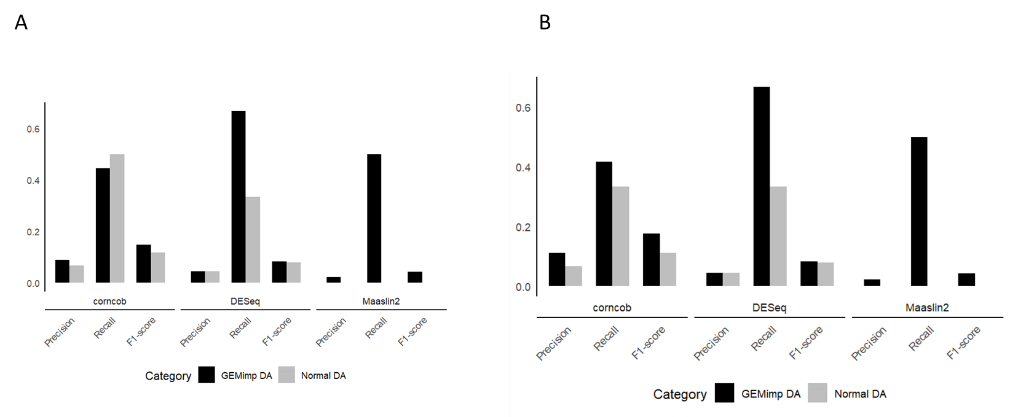 A
0.6
0.4
0.2
0.0
corncob
DESeq
Maaslin2
Precision
Recall
F1-score
Precision
Recall
F1-score
Precision
Recall
F1-score
Category GEMimp DA Normal DA
B
0.6
0.4
0.2
0.0
corncob
DESeq
Maaslin2
Precision
Recall
F1-score
Precision
Recall
F1-score
Precision
Recall
F1-score
Category GEMimp DA Normal DA